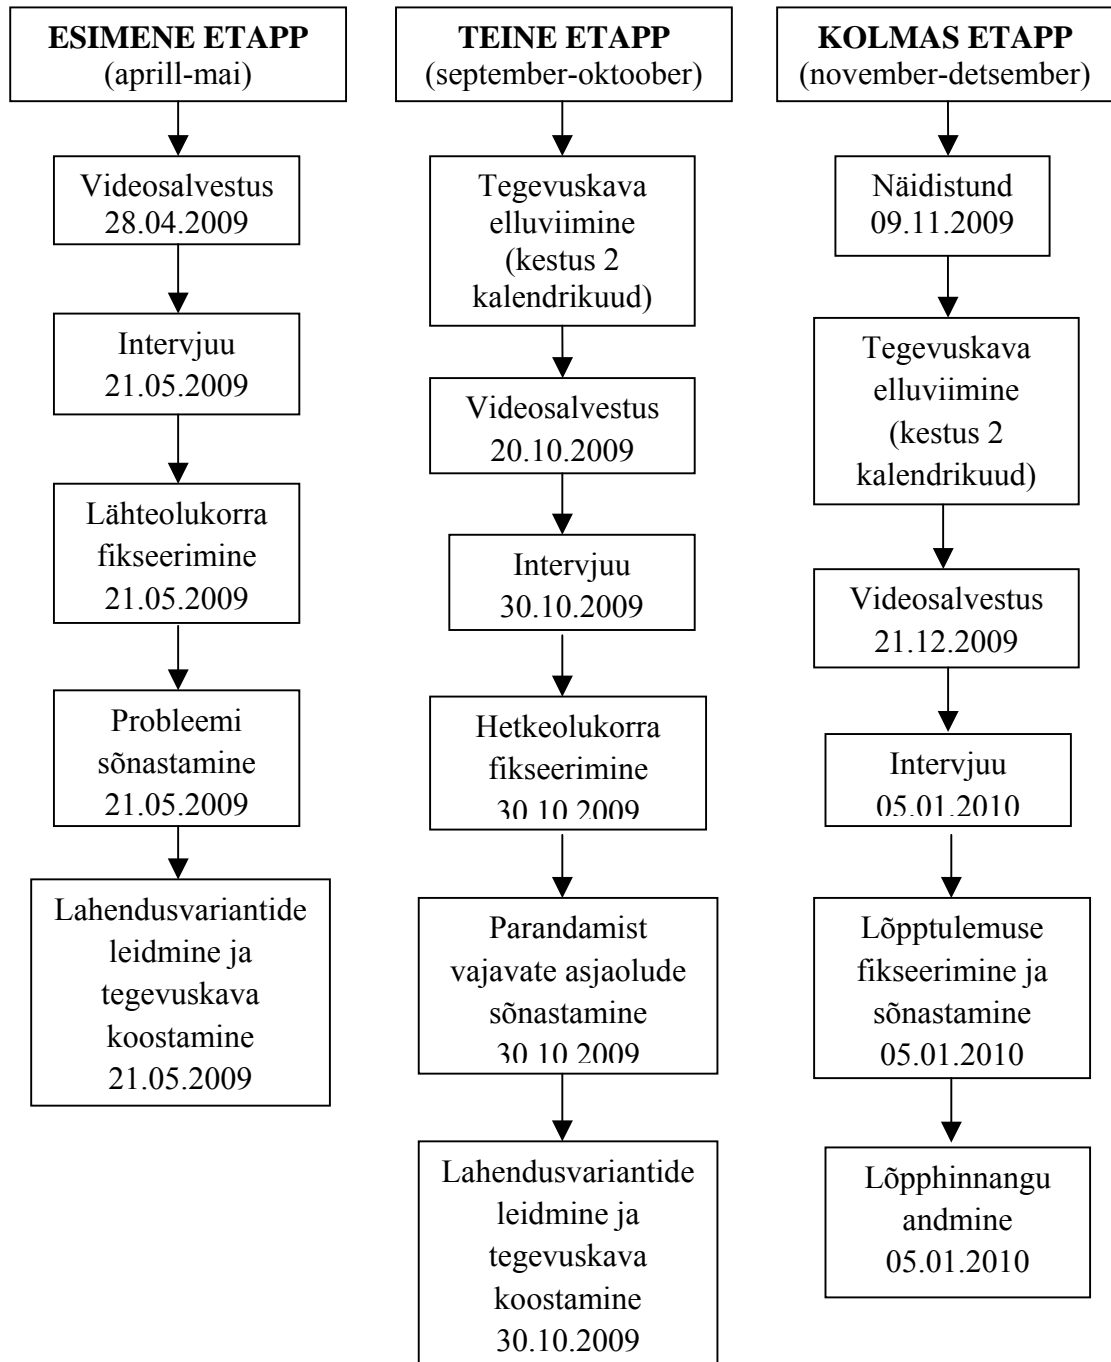 ESIMENE ETAPP
(aprill-mai)
Videosalvestus
28.04.2009
Intervjuu
21.05.2009
Lähteolukorra
fikseerimine
21.05.2009
Probleemi
sõnastamine
21.05.2009
Lahendusvariantide
leidmine ja
tegevuskava
koostamine
21.05.2009
TEINE ETAPP
(september-oktoober)
Tegevuskava
elluviimine
(kestus 2
kalendrikuud)
Videosalvestus
20.10.2009
Intervjuu
30.10.2009
Hetkeolukorra
fikseerimine
30.10.2009
Parandamist
vajavate asjaolude
sõnastamine
30.10.2009
Lahendusvariantide
leidmine ja
tegevuskava
koostamine
30.10.2009
KOLMAS ETAPP
(november-detsember)
Näidistund
09.11.2009
Tegevuskava
elluviimine
(kestus 2
kalendrikuud)
Videosalvestus
21.12.2009
Intervjuu
05.01.2010
Lõpptulemuse
fikseerimine ja
sõnastamine
05.01.2010
Lõpphinnangu
andmine
05.01.2010